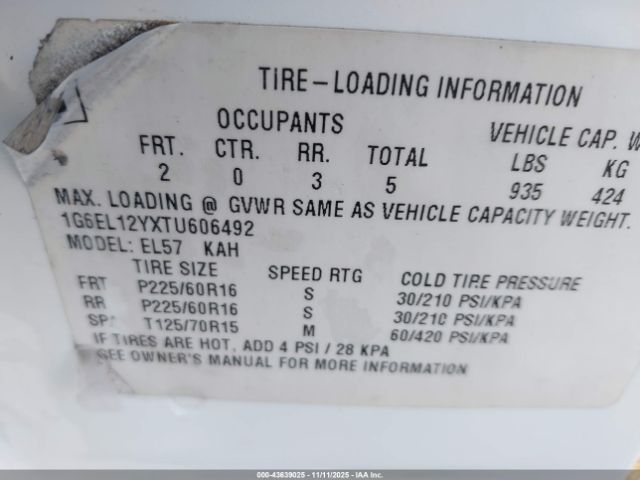 TIRE-LOADING INFORMATION
OCCUPANTS VEHICLE CAP.
FRT. CTR. RR. TOTAL LBS KG
2 0 3 5 935 424
MAX. LOADING @ GVWR SAME AS VEHICLE CAPACITY WEIGHT.
1G6EL12YXTU606492
MODEL: EL57 KAH
TIRE SIZE SPEED RTG COLD TIRE PRESSURE
FRT P225/60R16 S 30/210 PSI/KPA
RR P225/60R16 S 30/210 PSI/KPA
SPA T125/70R15 M 60/420 PSI/KPA
IF TIRES ARE HOT, ADD 4 PSI / 28 KPA
SEE OWNER'S MANUAL FOR MORE INFORMATION
000-43639025 - 11/11/2025 - IAAI.com. Inc.